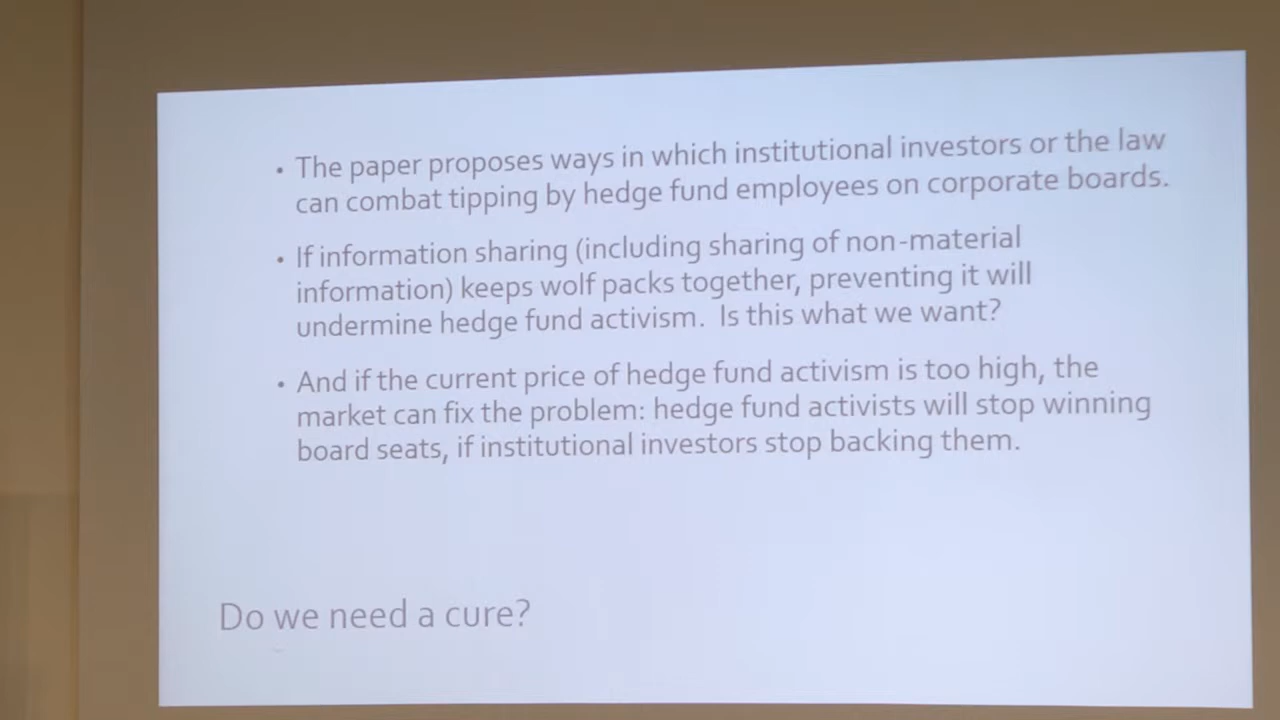 • The paper proposes ways in which institutional investors or the law
can combat tipping by hedge fund employees on corporate boards.
• If information sharing (including sharing of non-material
information) keeps wolf packs together, preventing it will
undermine hedge fund activism. Is this what we want?
• And if the current price of hedge fund activism is too high, the
market can fix the problem: hedge fund activists will stop winning
board seats, if institutional investors stop backing them.
Do we need a cure?